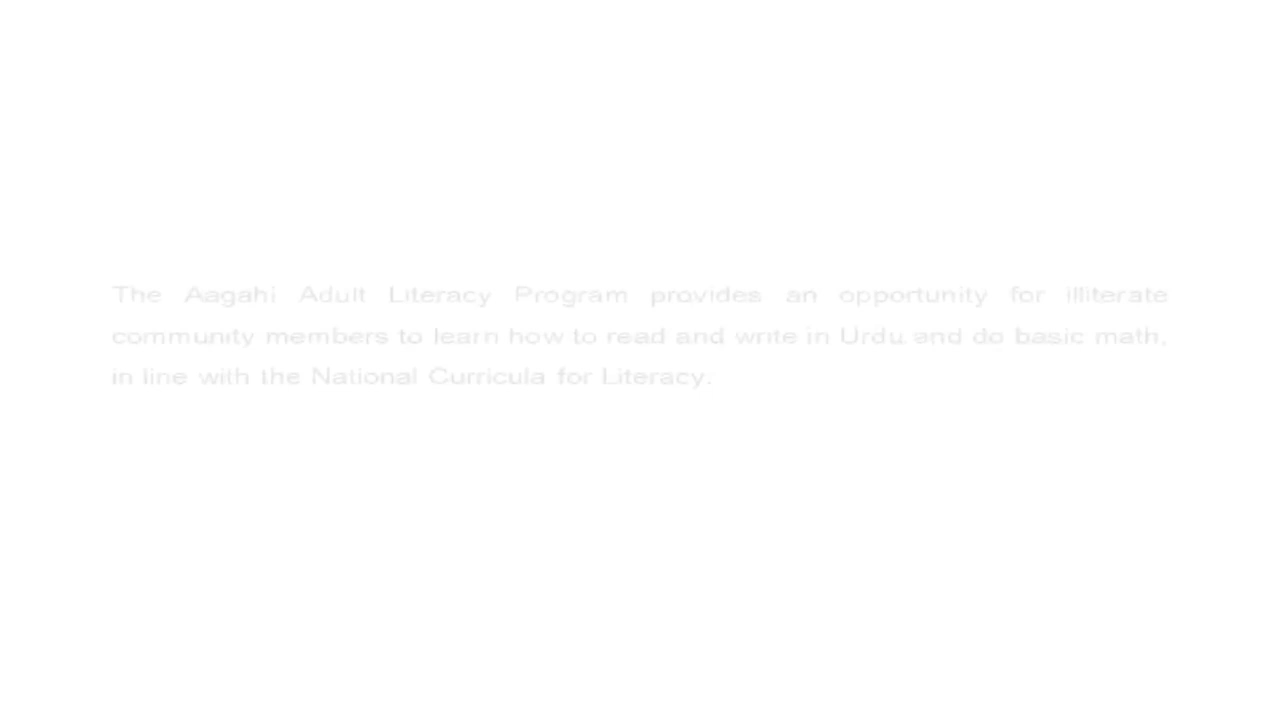 The Aagahi Adult Literacy Program provides an opportunity for illiterate
community members to learn how to read and write in Urdu and do basic math,
in line with the National Curricula for Literacy.